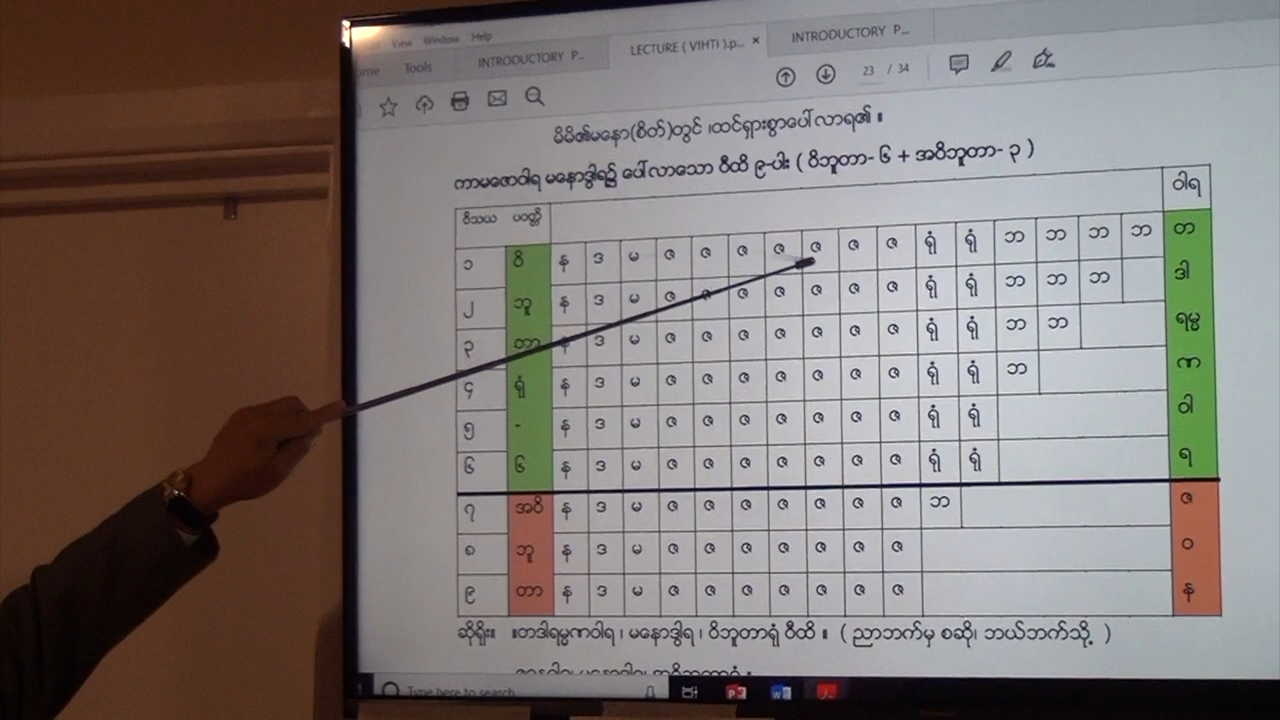 View Window Help
Tools INTRODUCTORY P... LECTURE ( VIHTI ).p... × INTRODUCTORY P...
23 / 34
မိမိ၏မနော(စိတ်)တွင် ၊ထင်ရှားစွာပေါ်လာရ၏ ။
ကာမဇောဝါရ မနောဒွါရ၌ ပေါ်လာသော ဝီထိ ၉-ပါး ( ဝိဘူတာ- ၆ + အဝိဘူတာ- ၃ )
ဝိသယ ပဝတ္တိ ဝါရ
၁ ဝိ န ဒ မ ဇ ဇ ဇ ဇ ဇ ဇ ဇ ရုံ ရုံ ဘ ဘ ဘ ဘ တ
၂ ဘူ န ဒ မ ဇ ဇ ဇ ဇ ဇ ဇ ဇ ရုံ ရုံ ဘ ဘ ဘ ဒါ
၃ တာ န ဒ မ ဇ ဇ ဇ ဇ ဇ ဇ ဇ ရုံ ရုံ ဘ ဘ ရမ္မ
၄ ရုံ န ဒ မ ဇ ဇ ဇ ဇ ဇ ဇ ဇ ရုံ ရုံ ဘ ဏ
၅ - န ဒ မ ဇ ဇ ဇ ဇ ဇ ဇ ဇ ရုံ ရုံ ဝါ
၆ ၆ န ဒ မ ဇ ဇ ဇ ဇ ဇ ဇ ဇ ရုံ ရုံ ရ
၇ အဝိ န ဒ မ ဇ ဇ ဇ ဇ ဇ ဇ ဇ ဘ ဇ
၈ ဘူ န ဒ မ ဇ ဇ ဇ ဇ ဇ ဇ ဇ ဝ
၉ တာ န ဒ မ ဇ ဇ ဇ ဇ ဇ ဇ ဇ န
ဆိုရိုး။ ။တဒါရမ္မဏဝါရ ၊ မနောဒွါရ ၊ ဝိဘူတာရုံ ဝီထိ ။ ( ညာဘက်မှ စဆို၊ ဘယ်ဘက်သို့ )
Type here to search